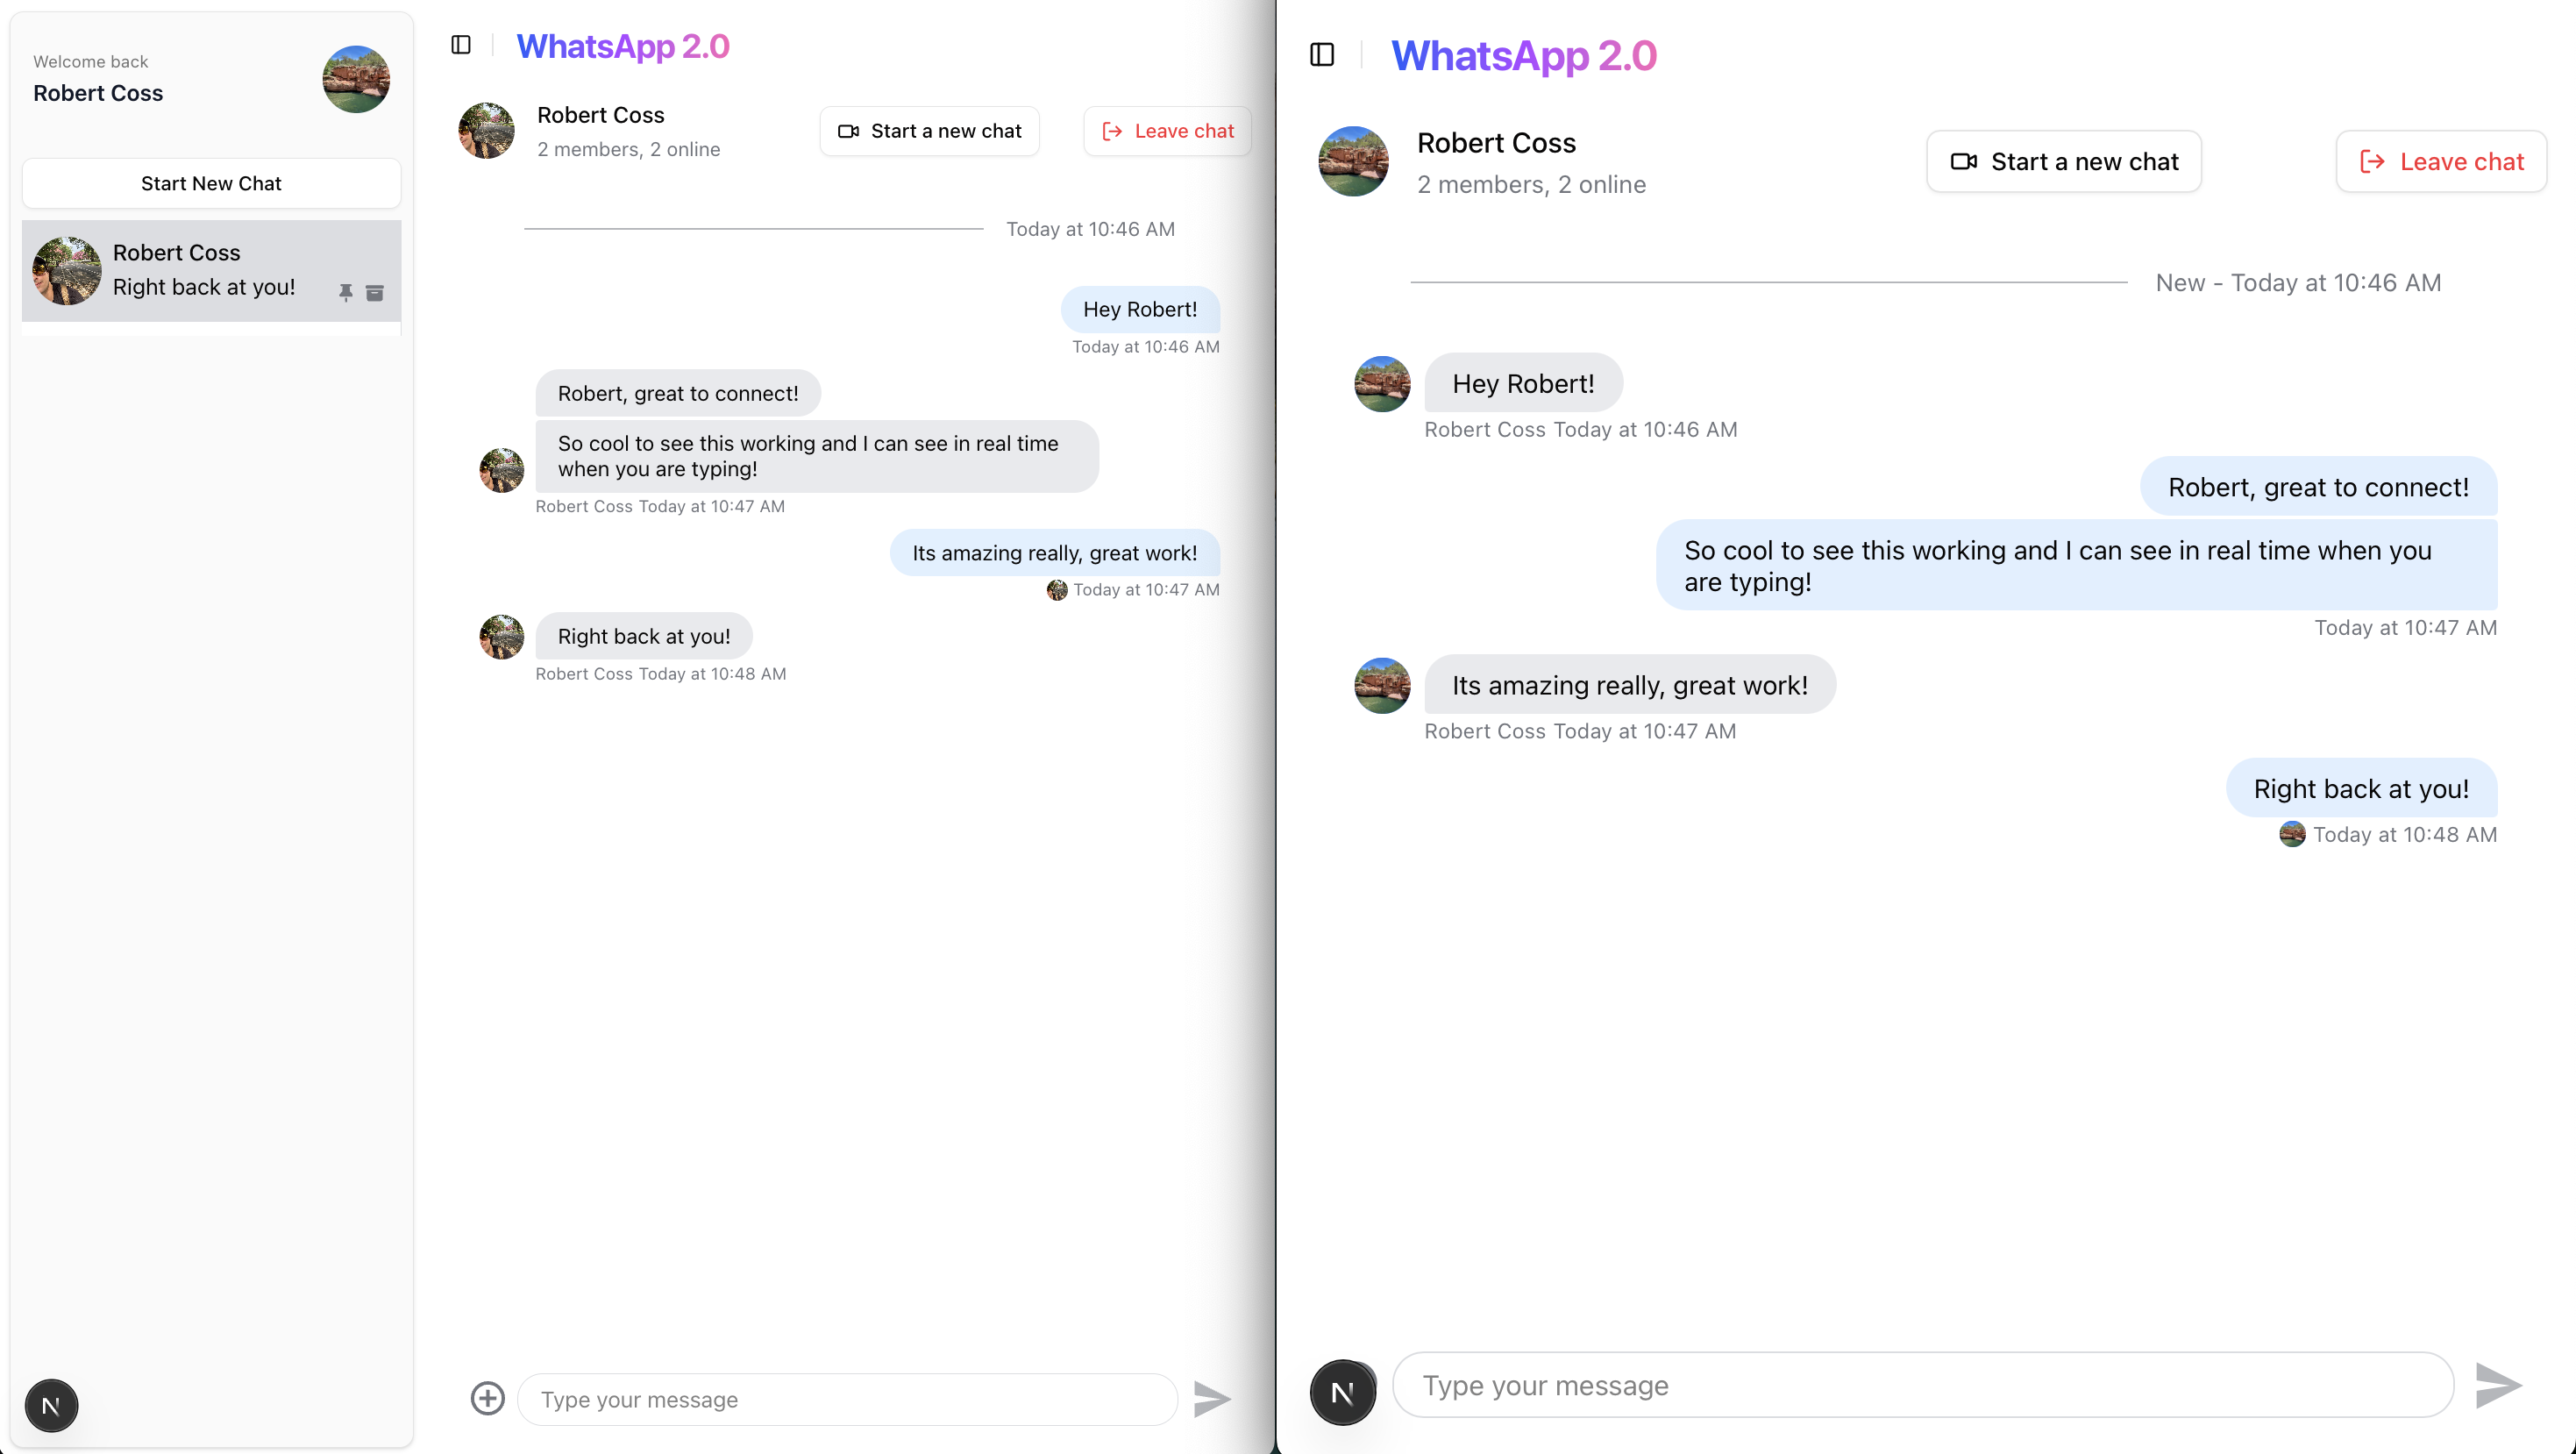 Welcome back
Robert Coss
Start New Chat
Robert Coss
Right back at you!
N
WhatsApp 2.0
Robert Coss
2 members, 2 online
Start a new chat
Leave chat
Today at 10:46 AM
Hey Robert!
Today at 10:46 AM
Robert, great to connect!
So cool to see this working and I can see in real time
when you are typing!
Robert Coss Today at 10:47 AM
Its amazing really, great work!
Today at 10:47 AM
Right back at you!
Robert Coss Today at 10:48 AM
Type your message
WhatsApp 2.0
Robert Coss
2 members, 2 online
Start a new chat
Leave chat
New - Today at 10:46 AM
Hey Robert!
Robert Coss Today at 10:46 AM
Robert, great to connect!
So cool to see this working and I can see in real time when you
are typing!
Today at 10:47 AM
Its amazing really, great work!
Robert Coss Today at 10:47 AM
Right back at you!
Today at 10:48 AM
N
Type your message